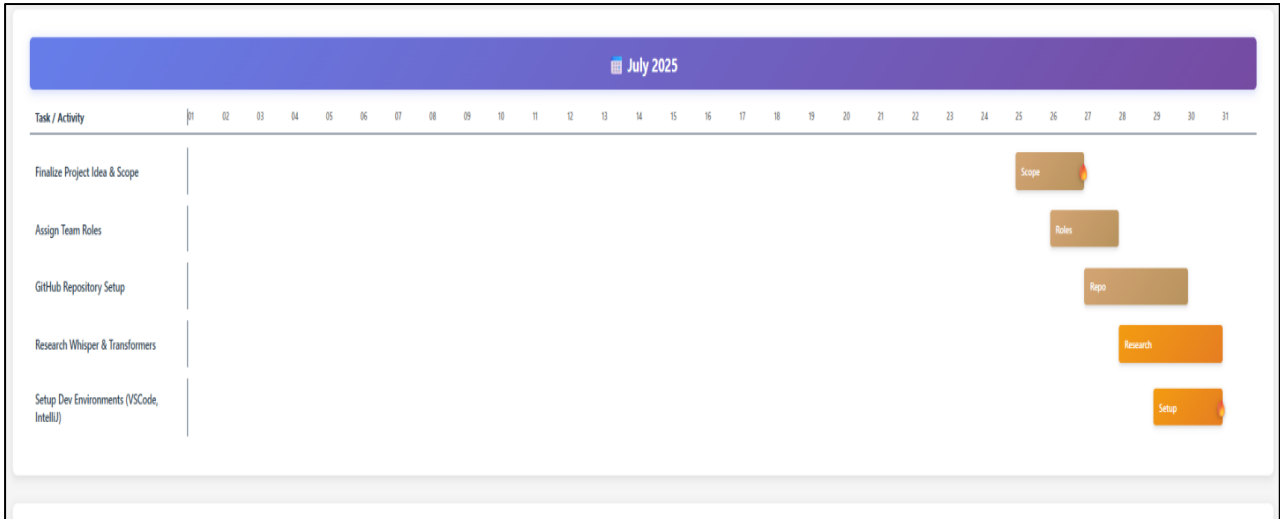 July 2025
Task / Activity 01 02 03 04 05 06 07 08 09 10 11 12 13 14 15 16 17 18 19 20 21 22 23 24 25 26 27 28 29 30 31
Finalize Project Idea & Scope Scope
Assign Team Roles Roles
GitHub Repository Setup Repo
Research Whisper & Transformers Research
Setup Dev Environments (VSCode,
IntelliJ) Setup